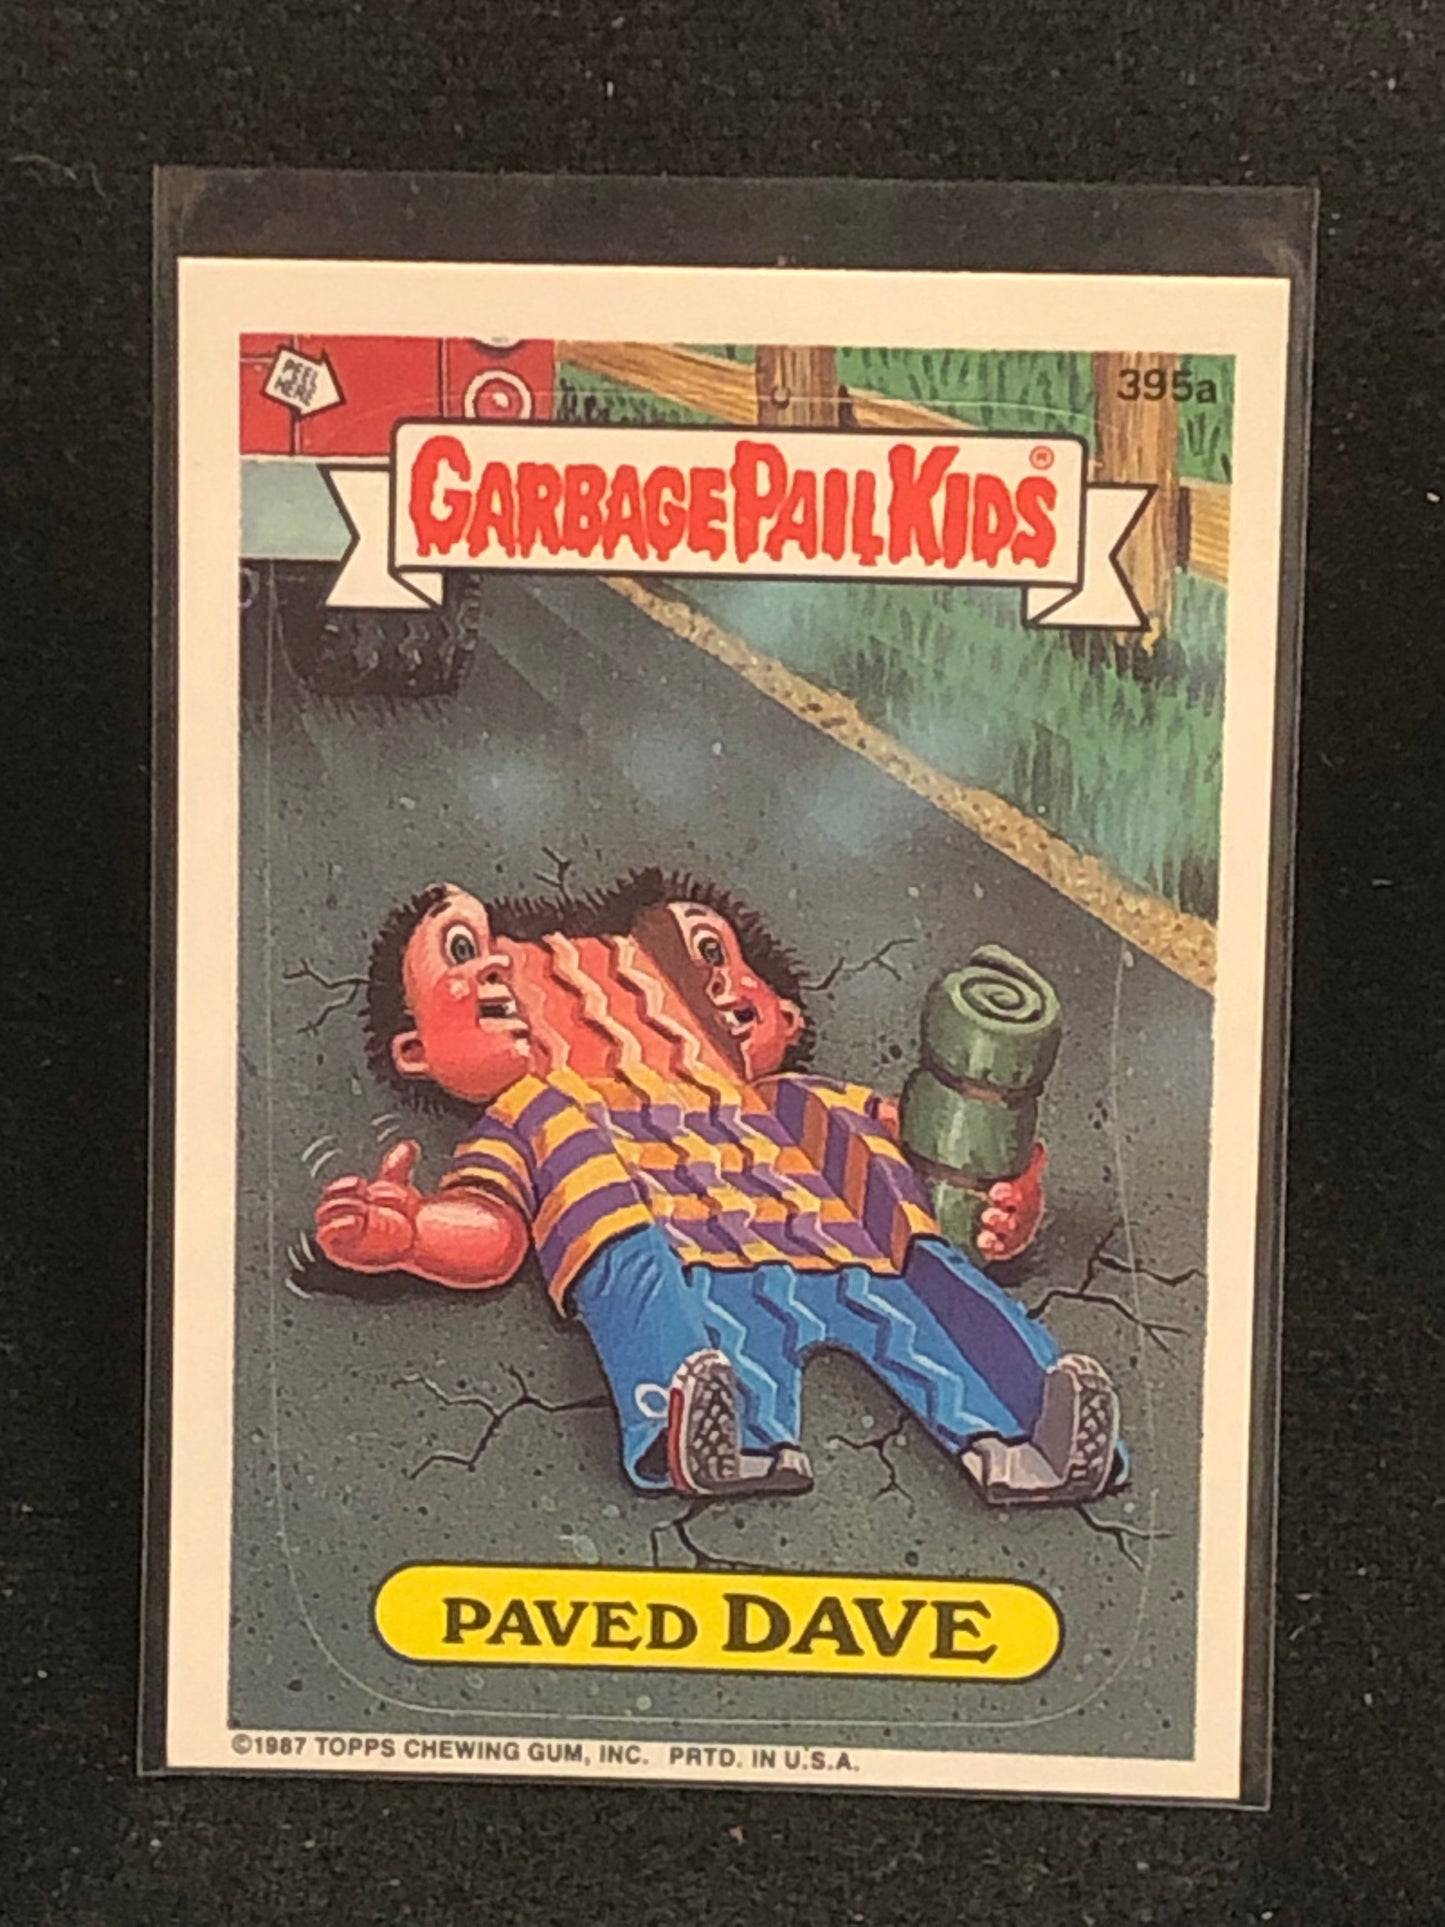 PEEL
HERE
395a
GARBAGE PAIL KIDS®
PAVED DAVE
©1987 TOPPS CHEWING GUM, INC. PRTD. IN U.S.A.